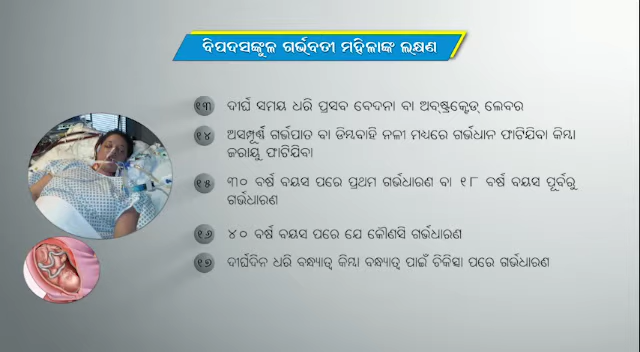 ବିପଦସଙ୍କୁଳ ଗର୍ଭବତୀ ମହିଳାଙ୍କ ଲକ୍ଷଣ
୧୩ ଦୀର୍ଘ ସମୟ ଧରି ପ୍ରସବ ବେଦନା ବା ଅବ୍‌ଷ୍ଟ୍ରକ୍ଟେଡ୍ ଲେବର
୧୪ ଅସମ୍ପୂର୍ଣ୍ଣ ଗର୍ଭପାତ ବା ଡିମ୍ବବାହି ନଳୀ ମଧ୍ୟରେ ଗର୍ଭଧାନ ଫାଟିଯିବା କିମ୍ବା
ଜରାୟୁ ଫାଟିଯିବା
୧୫ ୩୦ ବର୍ଷ ବୟସ ପରେ ପ୍ରଥମ ଗର୍ଭଧାରଣ ବା ୧୮ ବର୍ଷ ବୟସ ପୂର୍ବରୁ
ଗର୍ଭଧାରଣ
୧୬ ୪୦ ବର୍ଷ ବୟସ ପରେ ଯେ କୌଣସି ଗର୍ଭଧାରଣ
୧୭ ଦୀର୍ଘଦିନ ଧରି ବନ୍ଧ୍ୟାତ୍ୱ କିମ୍ବା ବନ୍ଧ୍ୟାତ୍ୱ ପାଇଁ ଚିକିତ୍ସା ପରେ ଗର୍ଭଧାରଣ